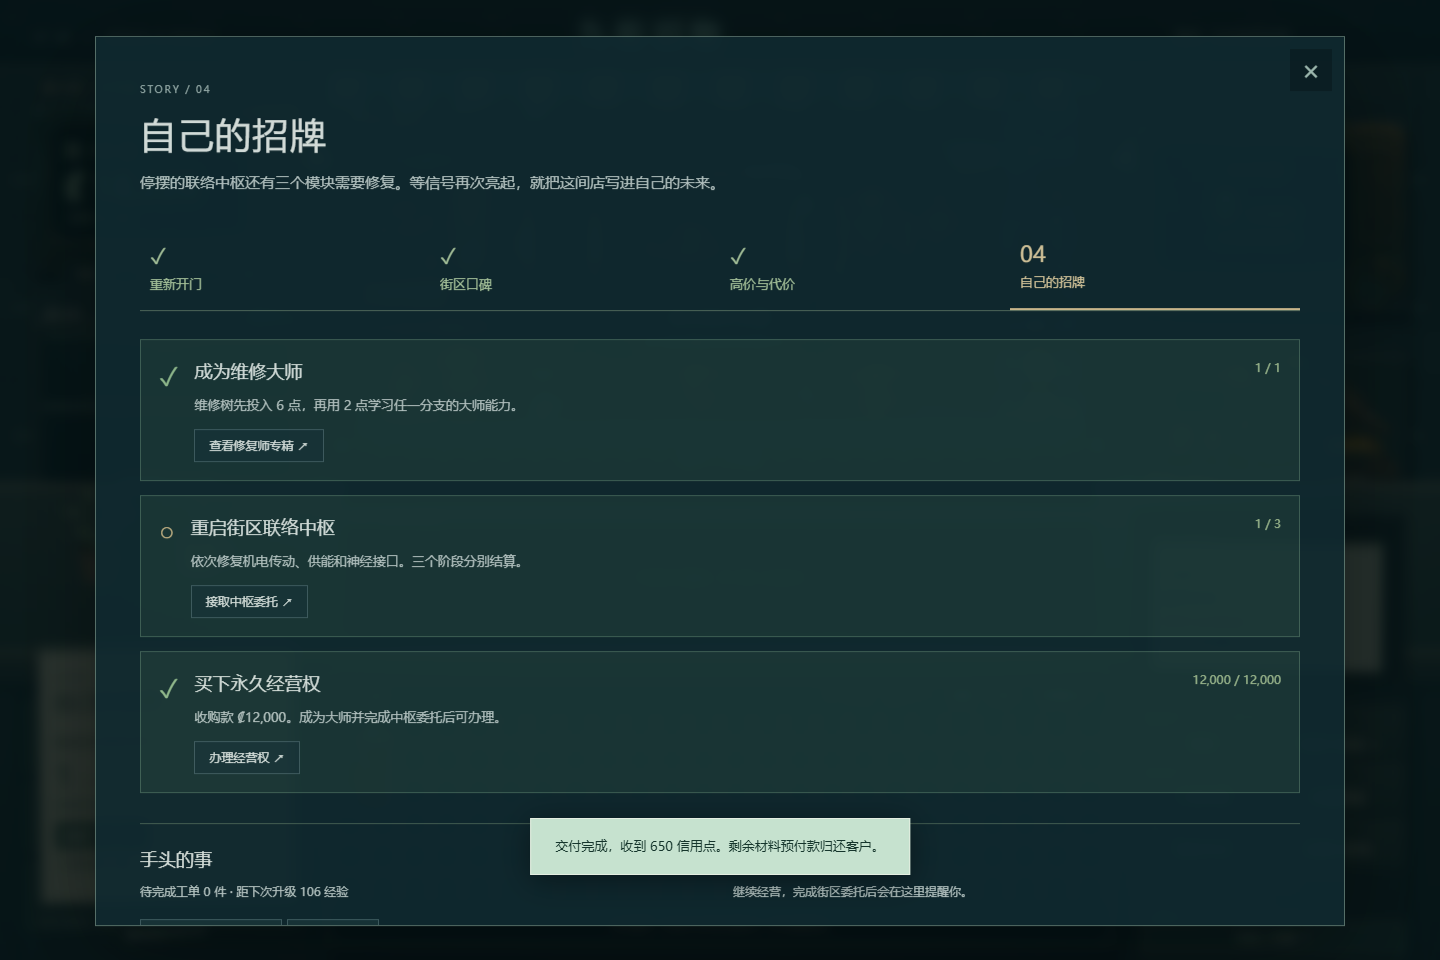 STORY / 04
自己的招牌
停摆的联络中枢还有三个模块需要修复。等信号再次亮起，就把这间店写进自己的未来。
✓
重新开门
✓
街区口碑
✓
高价与代价
04
自己的招牌
✓ 成为维修大师 1 / 1
维修树先投入 6 点，再用 2 点学习任一分支的大师能力。
查看修复师专精 ↗
重启街区联络中枢 1 / 3
依次修复机电传动、供能和神经接口。三个阶段分别结算。
接取中枢委托 ↗
✓ 买下永久经营权 12,000 / 12,000
收购款 ₡12,000。成为大师并完成中枢委托后可办理。
办理经营权 ↗
交付完成，收到 650 信用点。剩余材料预付款归还客户。
手头的事
待完成工单 0 件 · 距下次升级 106 经验
继续经营，完成街区委托后会在这里提醒你。